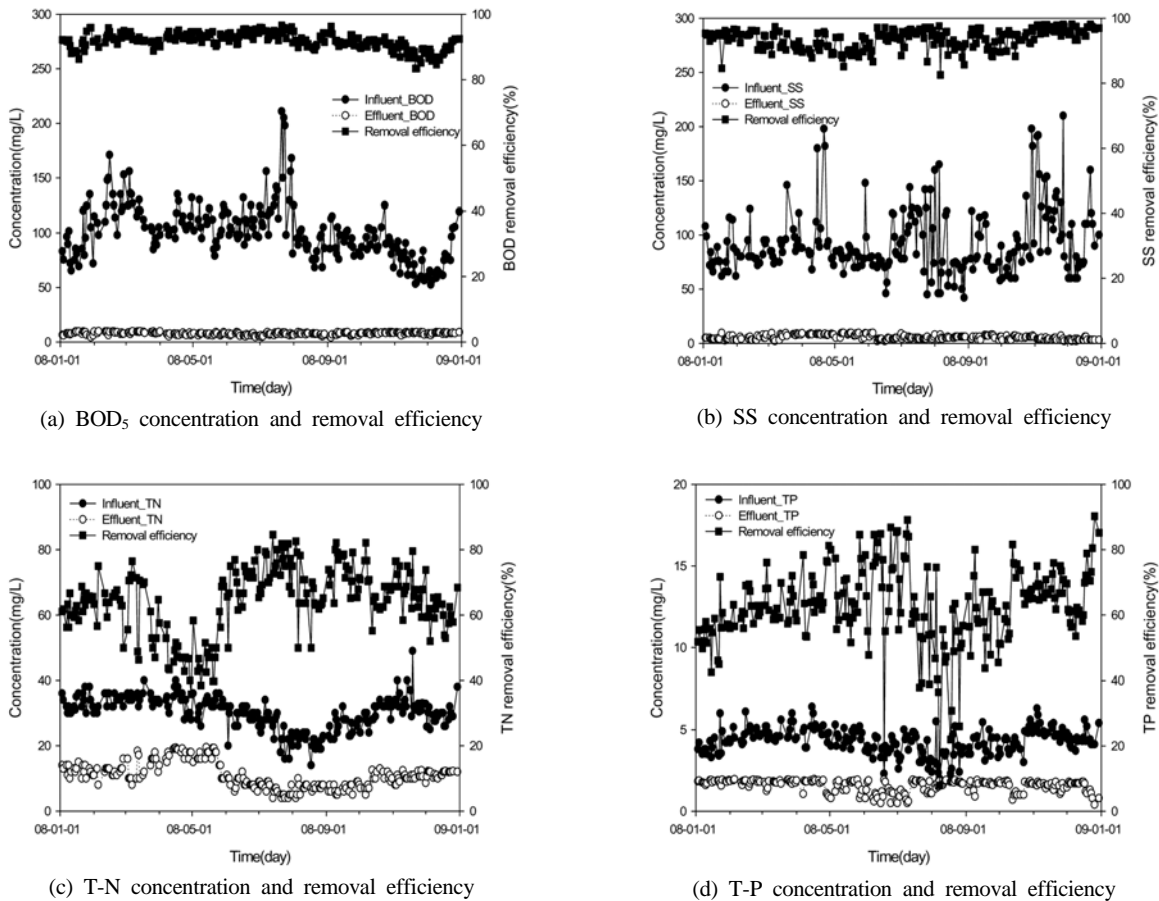 300
250
200
150
100
50
0
Concentration(mg/L)
100
80
60
40
20
0
BOD removal efficiency(%)
Influent_BOD
Effluent_BOD
Removal efficiency
08-01-01 08-05-01 08-09-01 09-01-01
Time(day)
(a) BOD5 concentration and removal efficiency
300
250
200
150
100
50
0
Concentration(mg/L)
100
80
60
40
20
0
SS removal efficiency(%)
Influent_SS
Effluent_SS
Removal efficiency
08-01-01 08-05-01 08-09-01 09-01-01
Time(day)
(b) SS concentration and removal efficiency
100
80
60
40
20
0
Concentration(mg/L)
100
80
60
40
20
0
TN removal efficiency(%)
Influent_TN
Effluent_TN
Removal efficiency
08-01-01 08-05-01 08-09-01 09-01-01
Time(day)
(c) T-N concentration and removal efficiency
20
15
10
5
0
Concentration(mg/L)
100
80
60
40
20
0
TP removal efficiency(%)
Influent_TP
Effluent_TP
Removal efficiency
08-01-01 08-05-01 08-09-01 09-01-01
Time(day)
(d) T-P concentration and removal efficiency